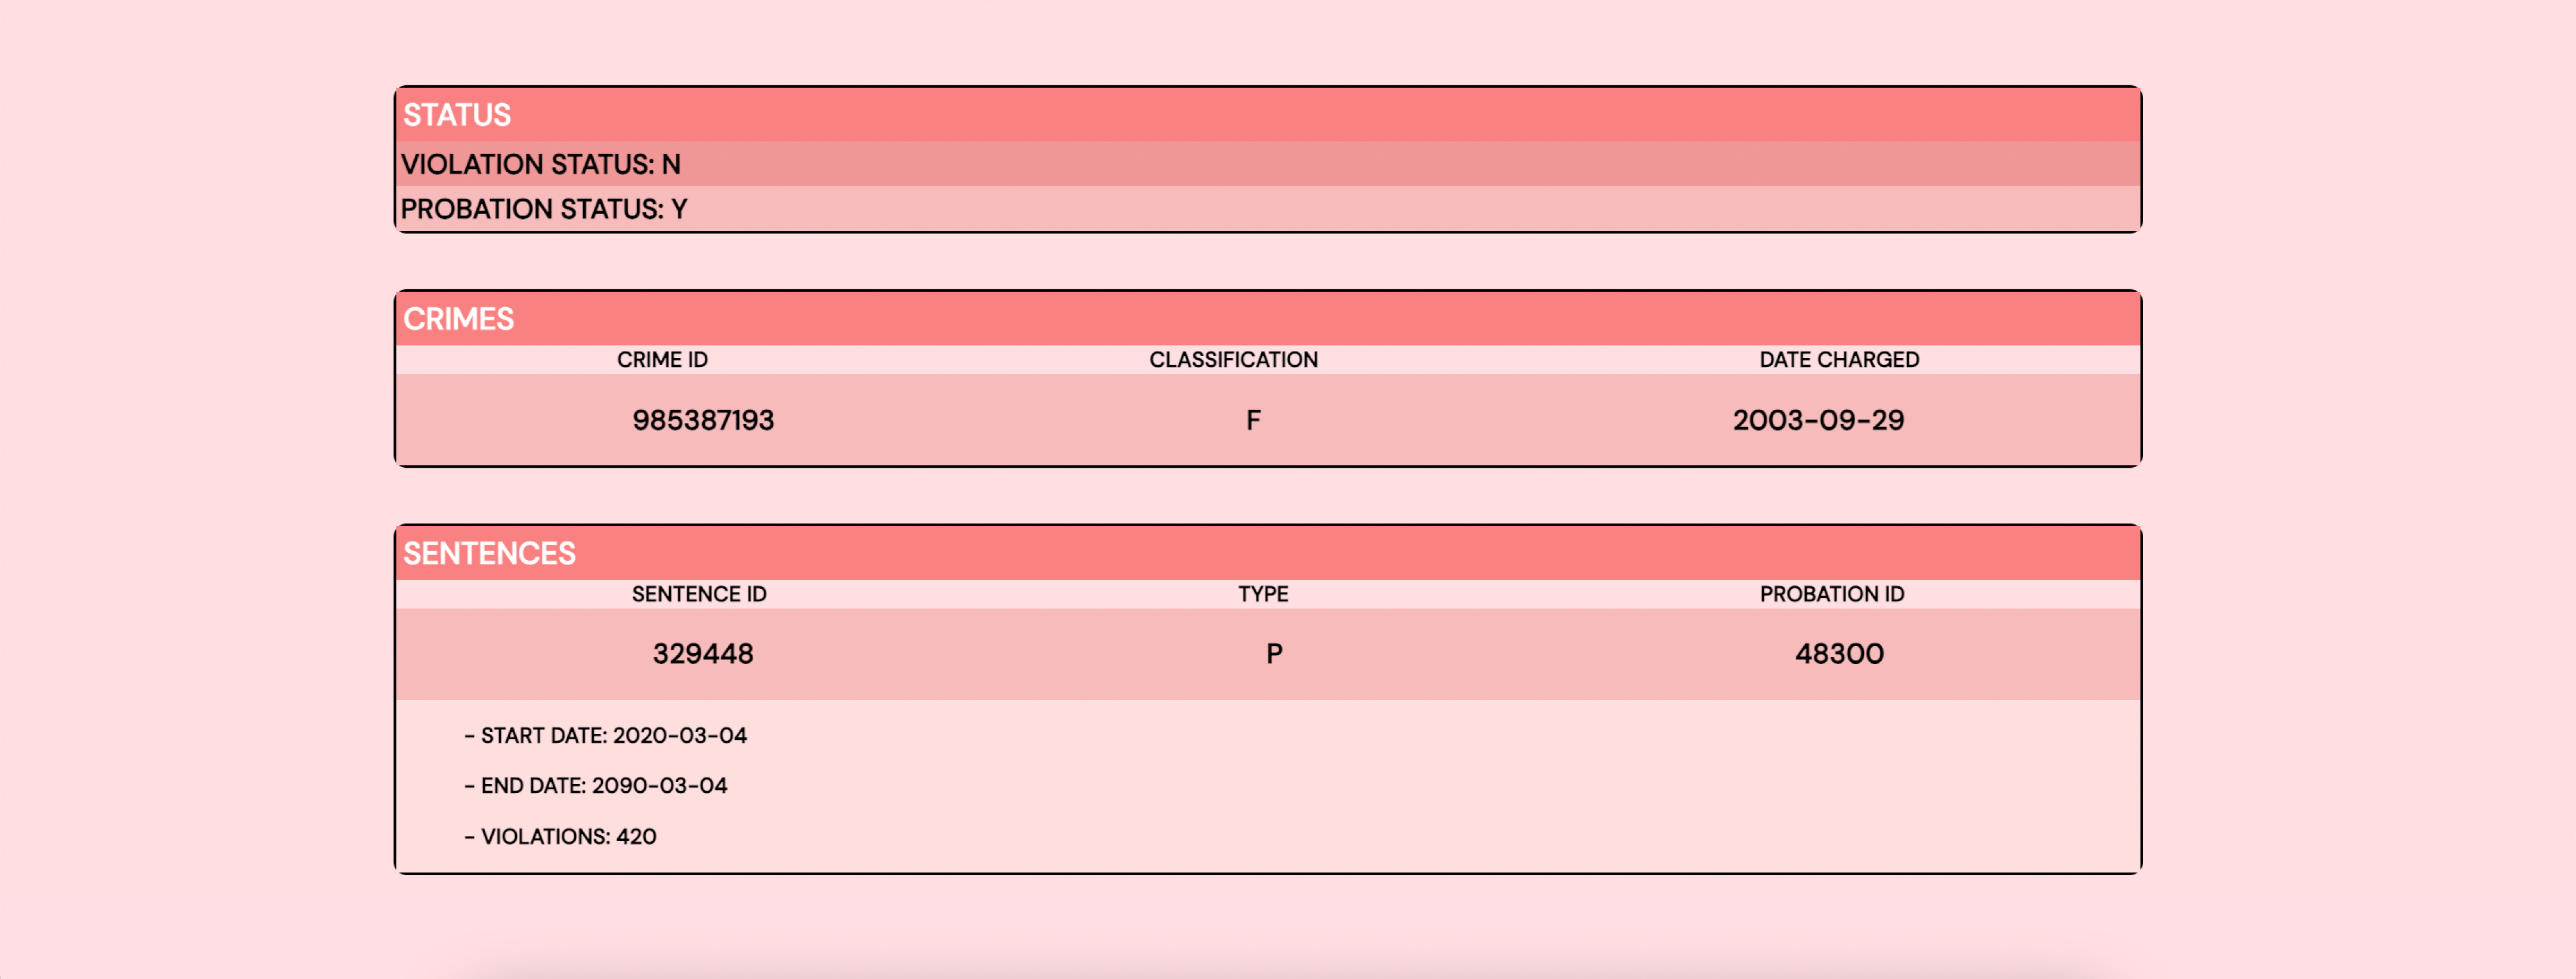 STATUS
VIOLATION STATUS: N
PROBATION STATUS: Y
CRIMES
CRIME ID CLASSIFICATION DATE CHARGED
985387193 F 2003-09-29
SENTENCES
SENTENCE ID TYPE PROBATION ID
329448 P 48300
- START DATE: 2020-03-04
- END DATE: 2090-03-04
- VIOLATIONS: 420